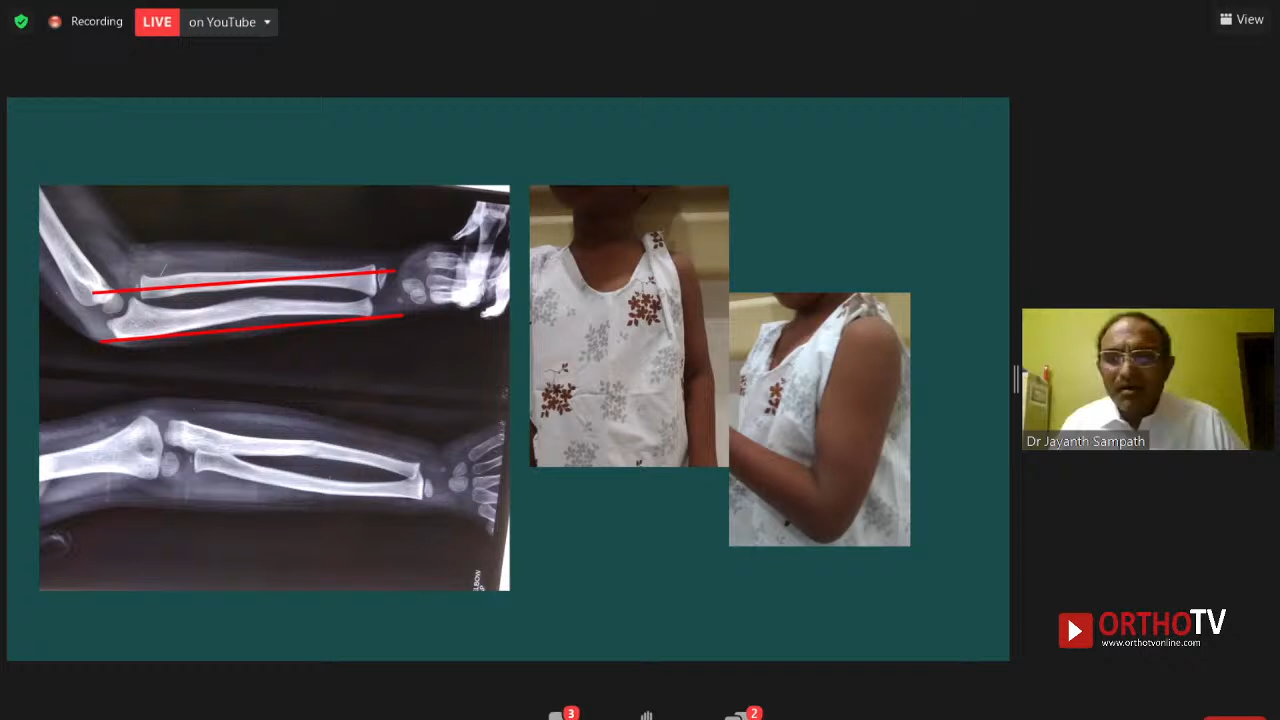 Recording
LIVE on YouTube
View
Dr Jayanth Sampath
ORTHOTV
www.orthotvonline.com
3
2